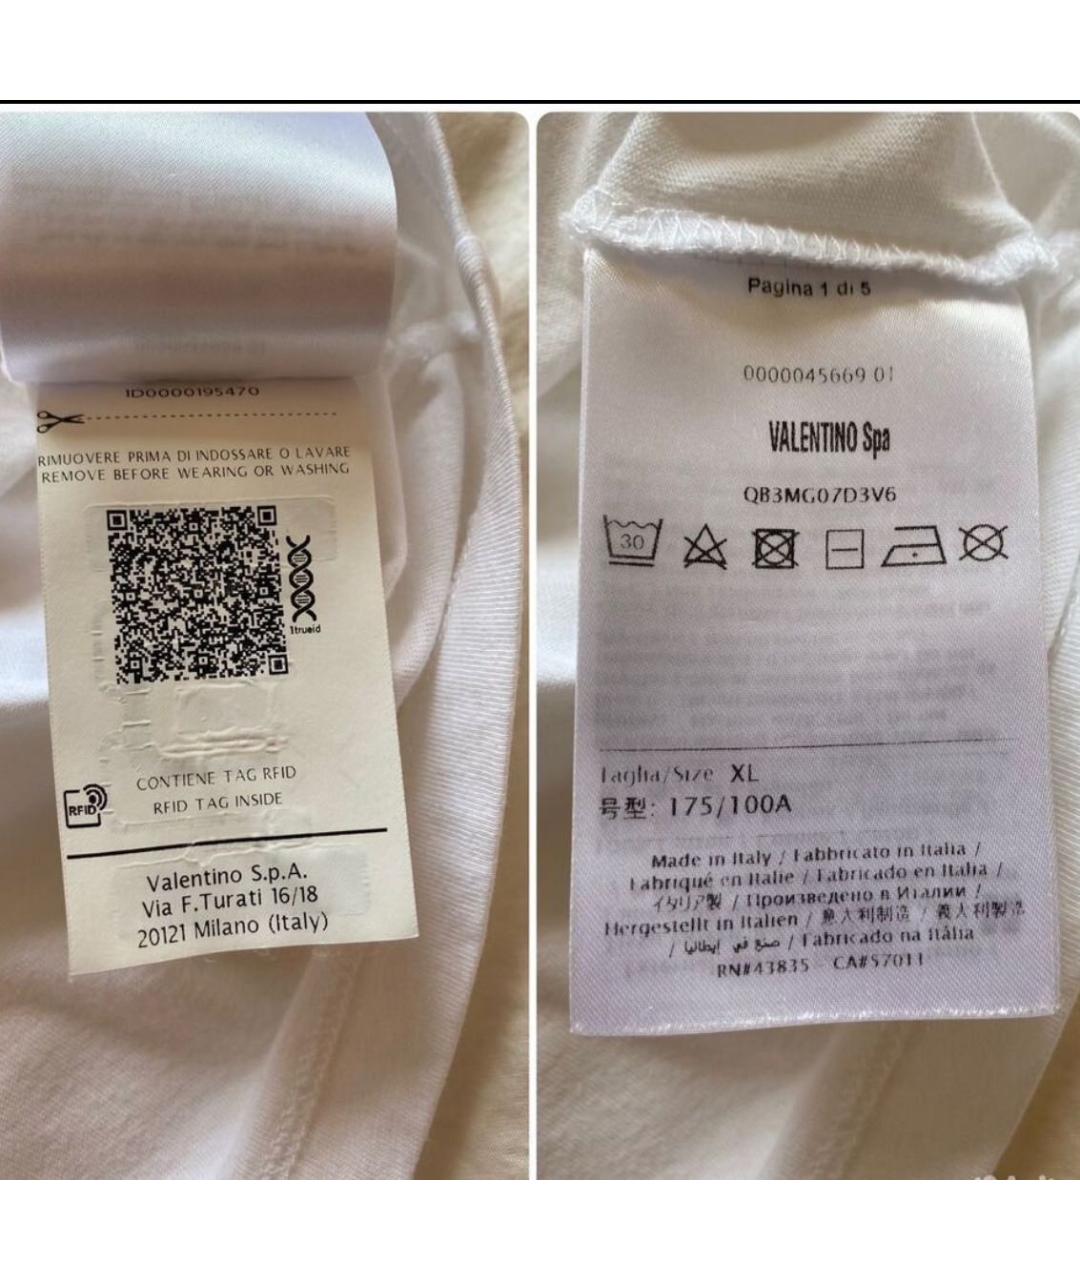 ID0000195470
RIMUOVERE PRIMA DI INDOSSARE O LAVARE
REMOVE BEFORE WEARING OR WASHING
1trueid
CONTIENE TAG RFID
RFID TAG INSIDE
RFID
Valentino S.p.A.
Via F.Turati 16/18
20121 Milano (Italy)
Pagina 1 di 5
0000045669 01
VALENTINO Spa
QB3MG07D3V6
30
Taglia/Size XL
号型: 175/100A
Made in Italy / Fabbricato in Italia /
Fabriqué en Italie / Fabricado en Italia /
イタリア製 / Произведено в Италии /
Hergestellt in Italien / 意大利制造 / 義大利製造
/ صنع في إيطاليا / Fabricado na Itália
RN#43835 - CA#57011